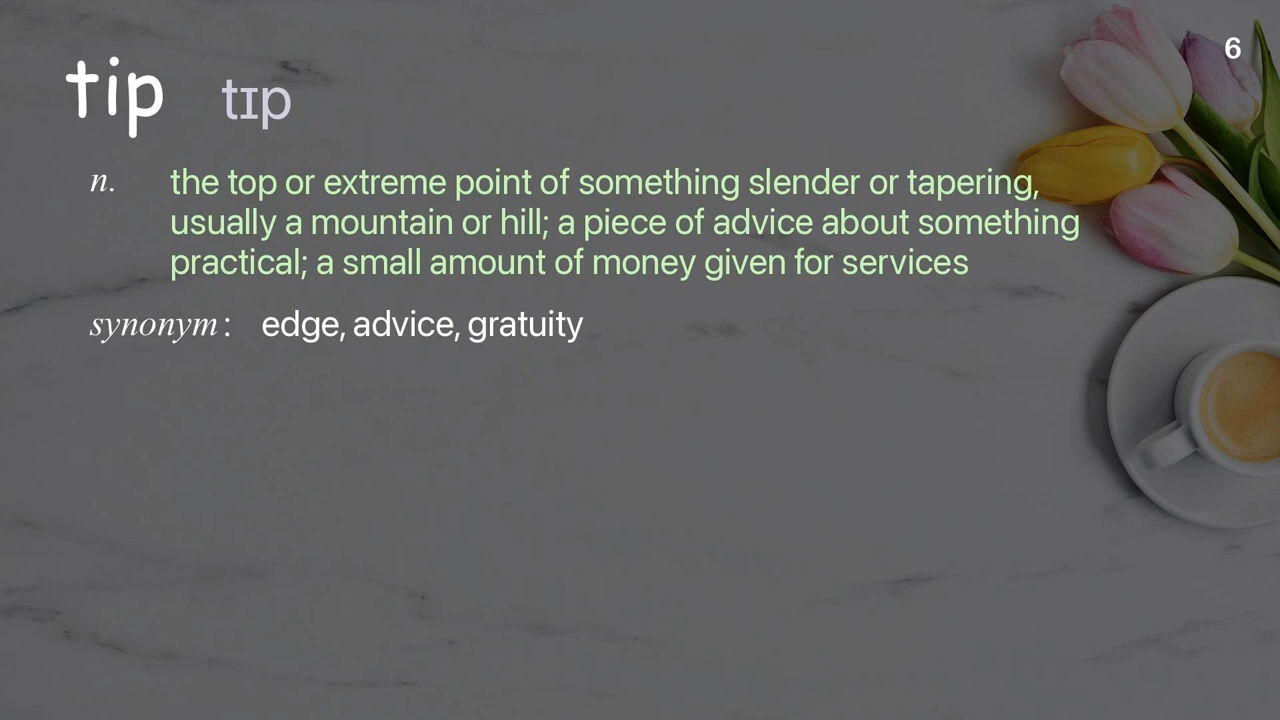 6
tip tɪp
n. the top or extreme point of something slender or tapering,
usually a mountain or hill; a piece of advice about something
practical; a small amount of money given for services
synonym: edge, advice, gratuity